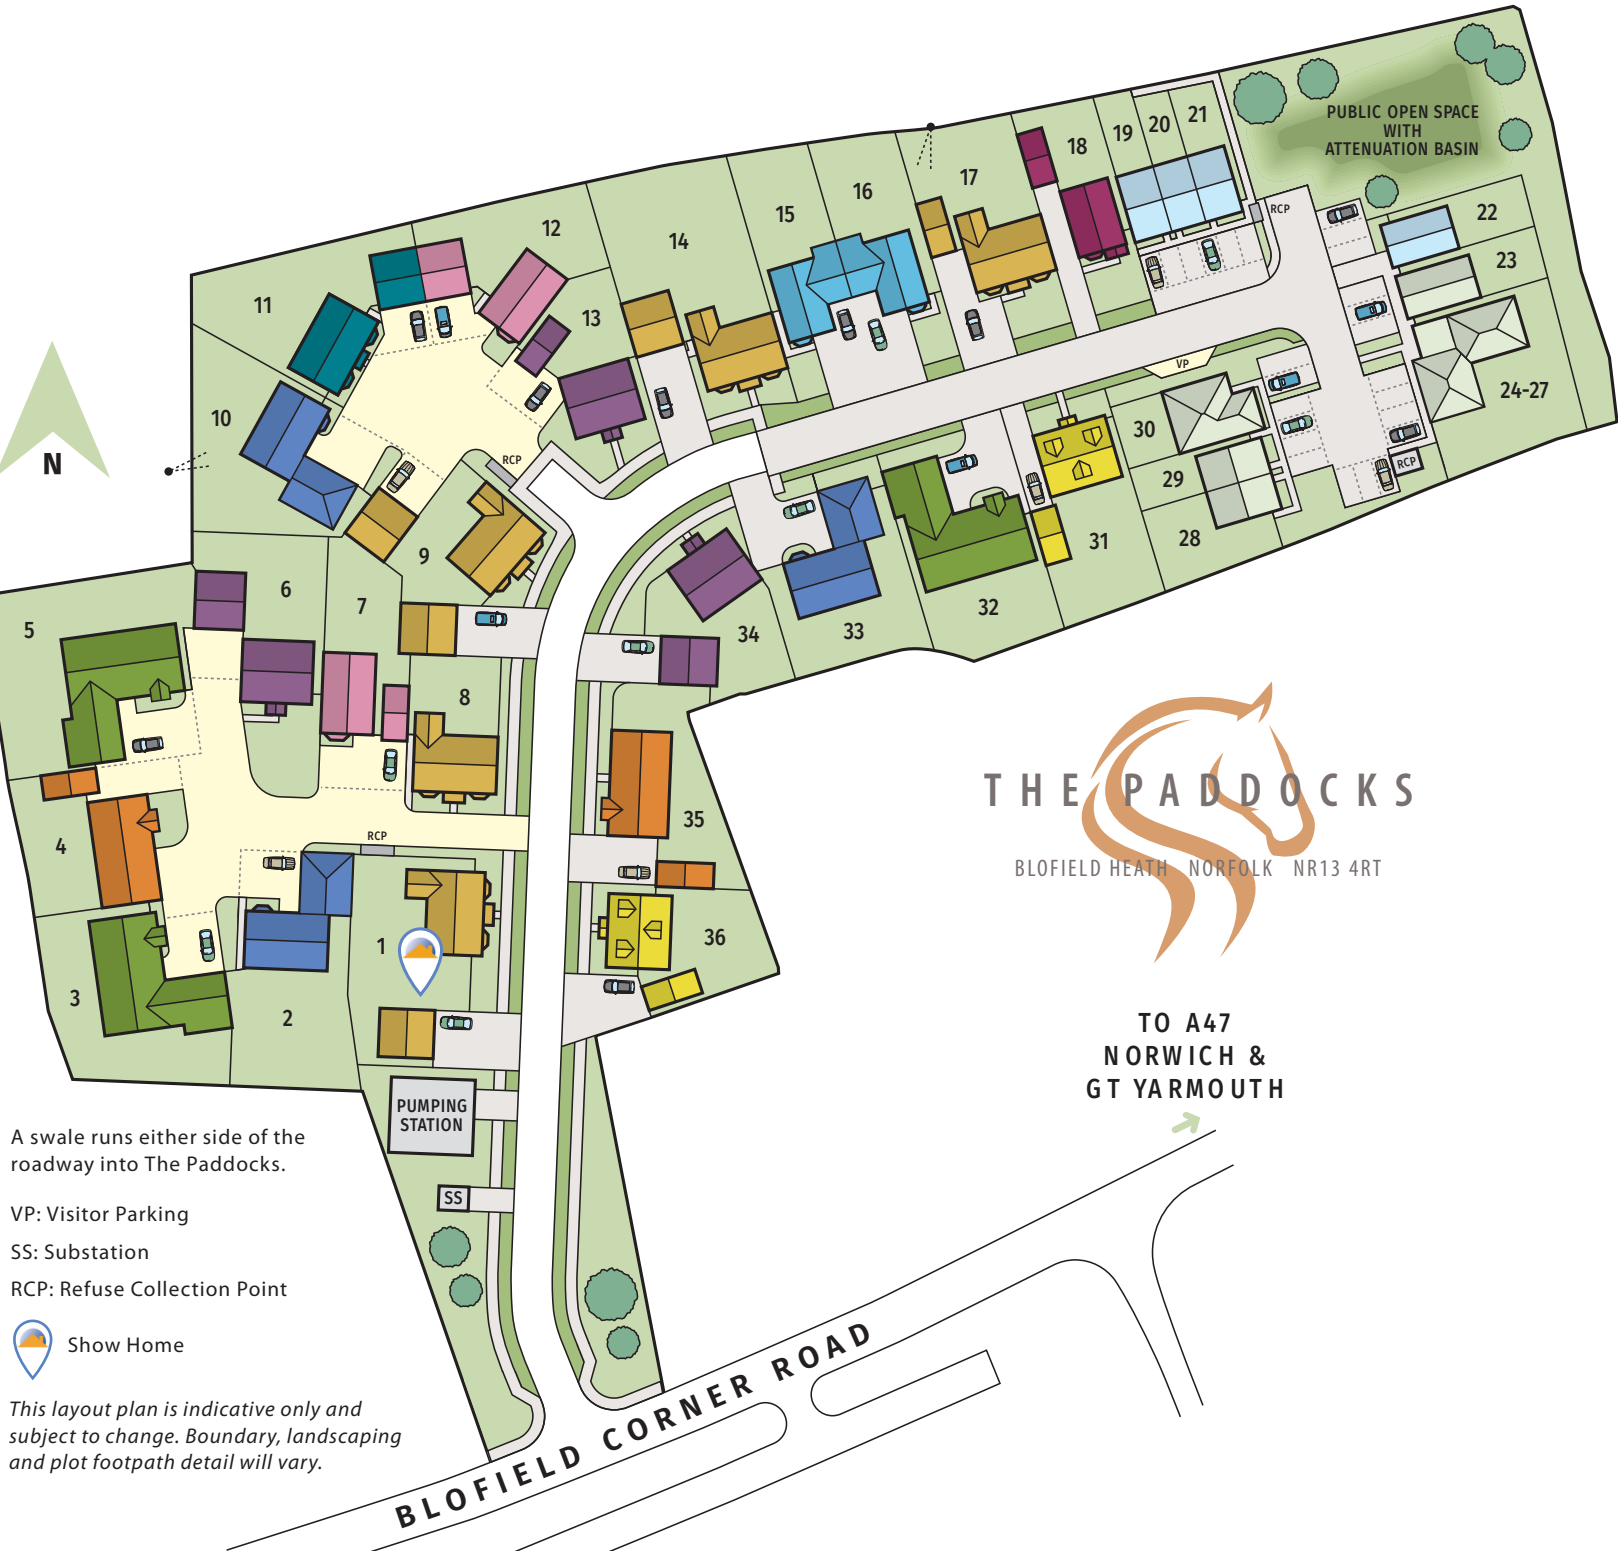 PUBLIC OPEN SPACE
WITH
ATTENUATION BASIN
21
20
19
18
17
16
15
14
12
11
13
10
22
23
24-27
RCP
VP
RCP
RCP
30
29
28
31
32
33
34
9
7
6
5
8
4
3
2
1
RCP
35
36
N
PUMPING
STATION
SS
THE PADDOCKS
BLOFIELD HEATH NORFOLK NR13 4RT
TO A47
NORWICH &
GT YARMOUTH
A swale runs either side of the
roadway into The Paddocks.
VP: Visitor Parking
SS: Substation
RCP: Refuse Collection Point
Show Home
This layout plan is indicative only and
subject to change. Boundary, landscaping
and plot footpath detail will vary.
BLOFIELD CORNER ROAD